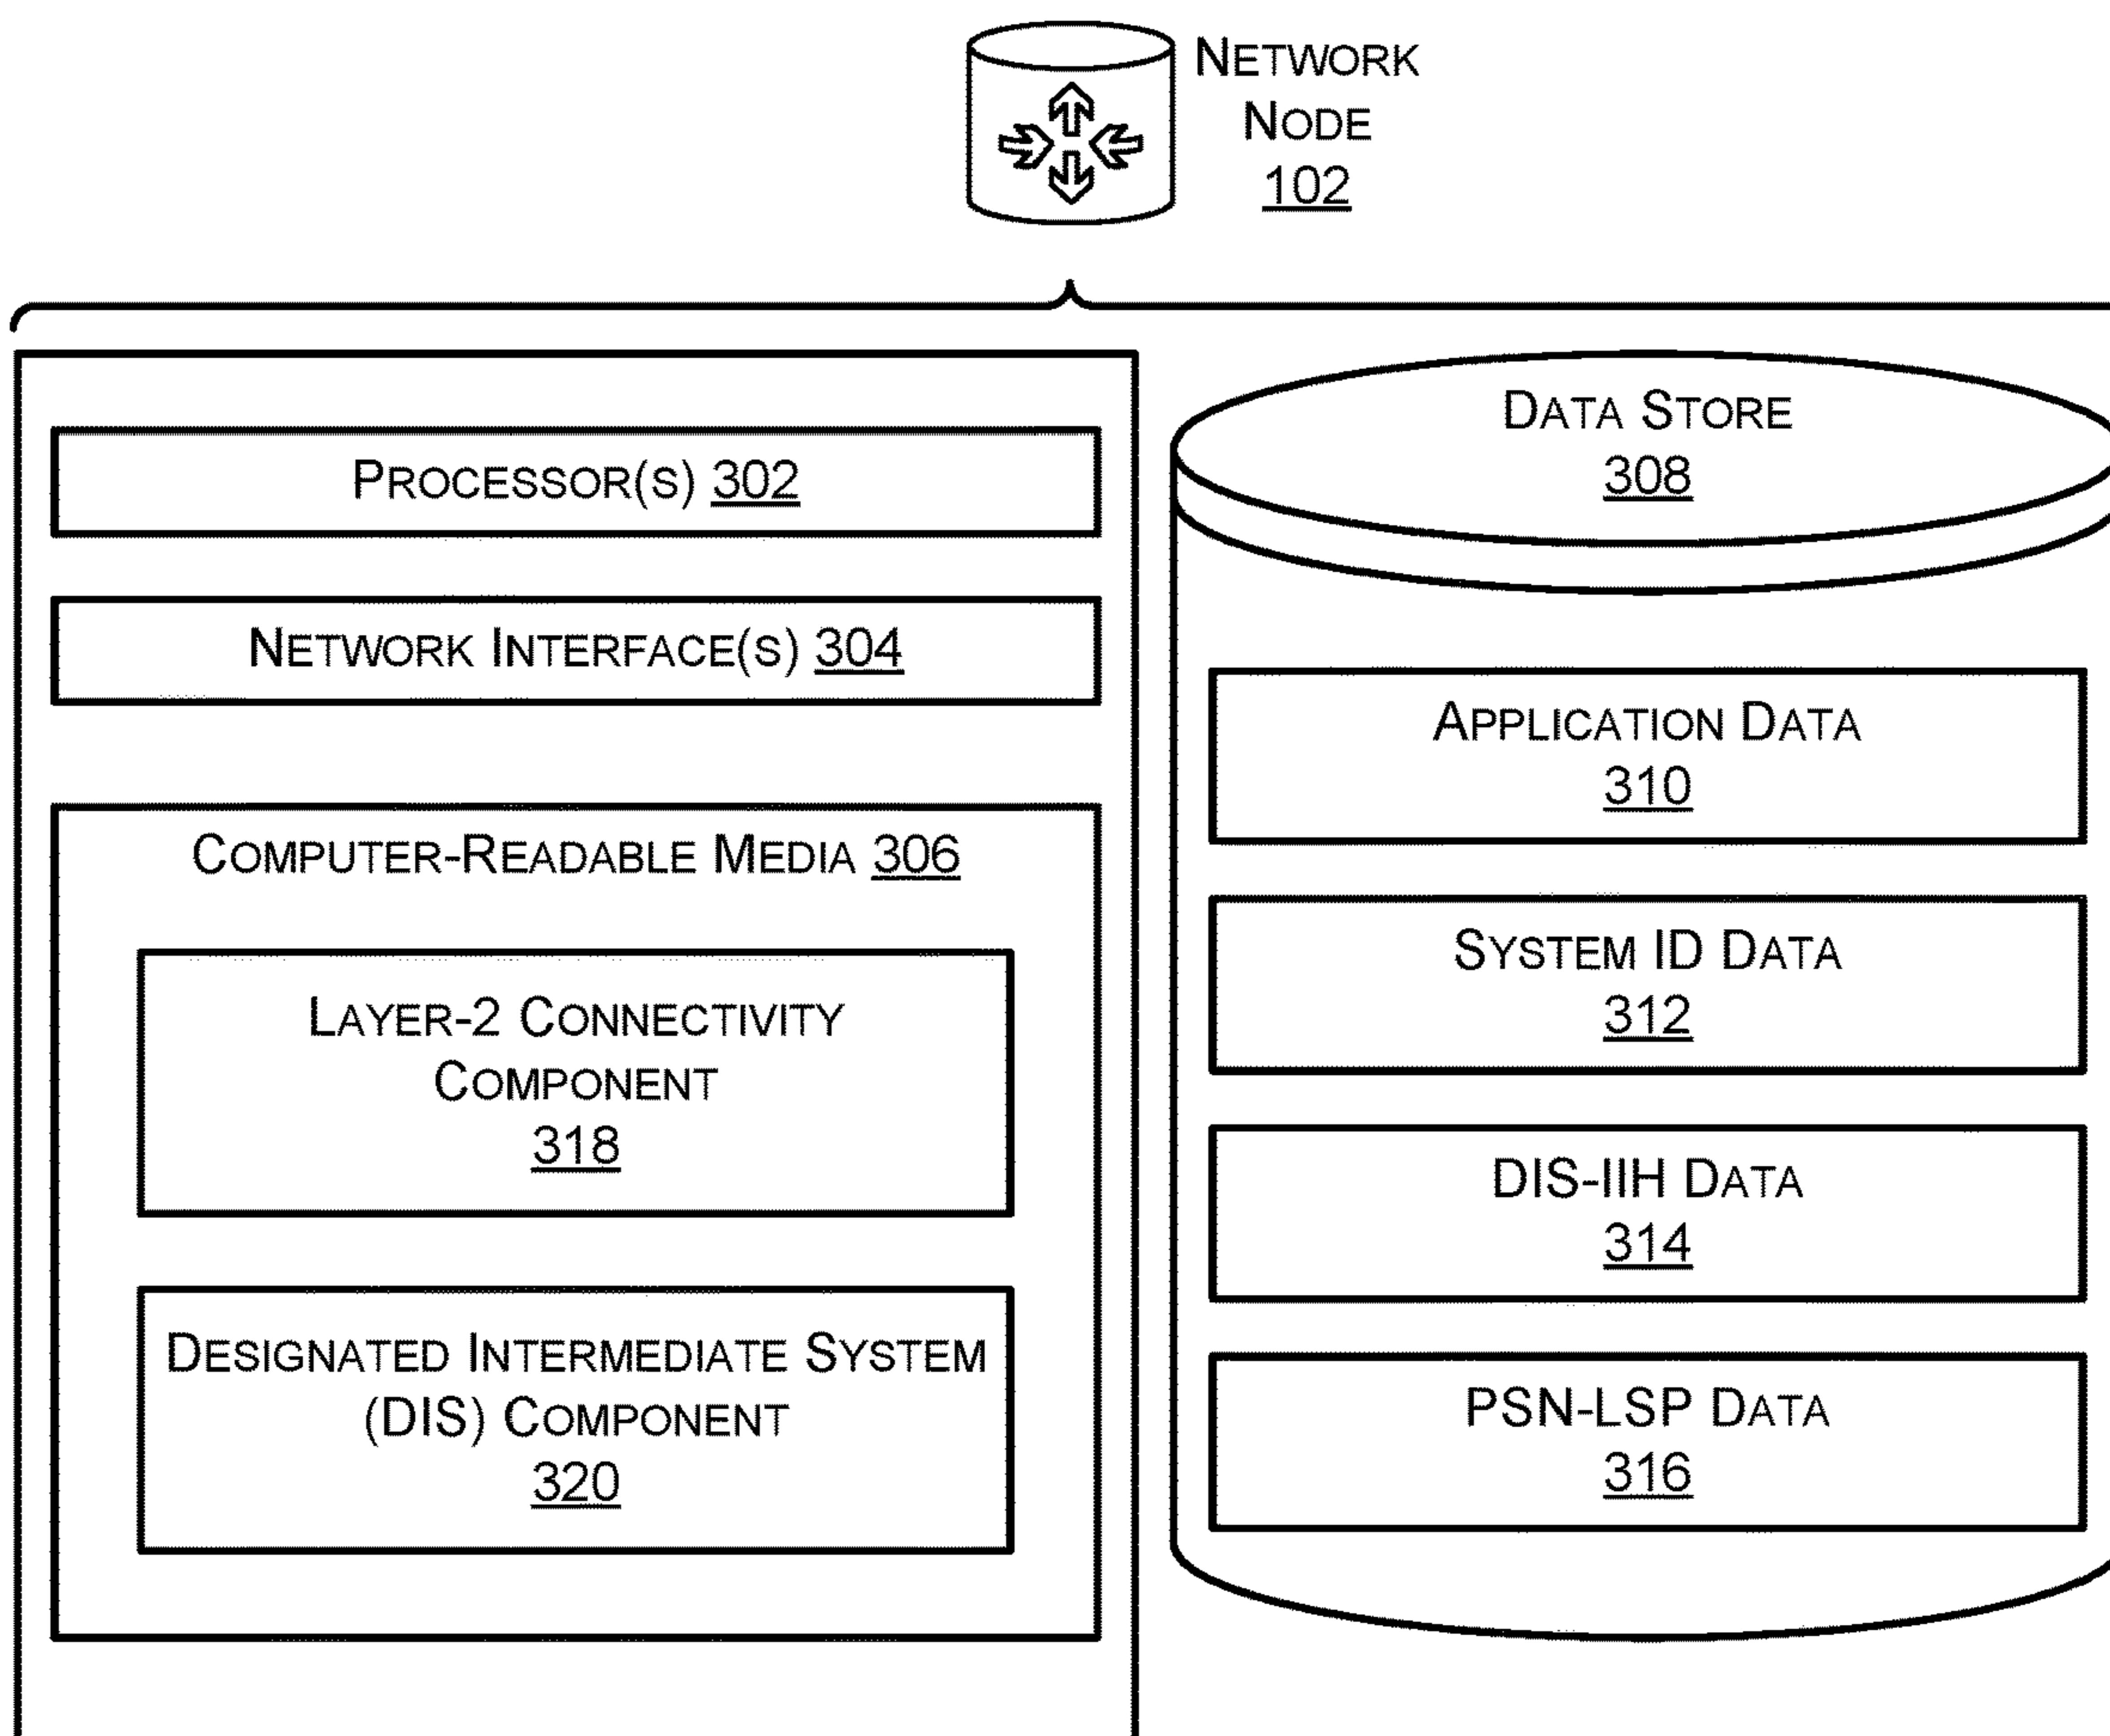 NETWORK
NODE
102
PROCESSOR(S) 302
NETWORK INTERFACE(S) 304
COMPUTER-READABLE MEDIA 306
LAYER-2 CONNECTIVITY
COMPONENT
318
DESIGNATED INTERMEDIATE SYSTEM
(DIS) COMPONENT
320
DATA STORE
308
APPLICATION DATA
310
SYSTEM ID DATA
312
DIS-IIH DATA
314
PSN-LSP DATA
316